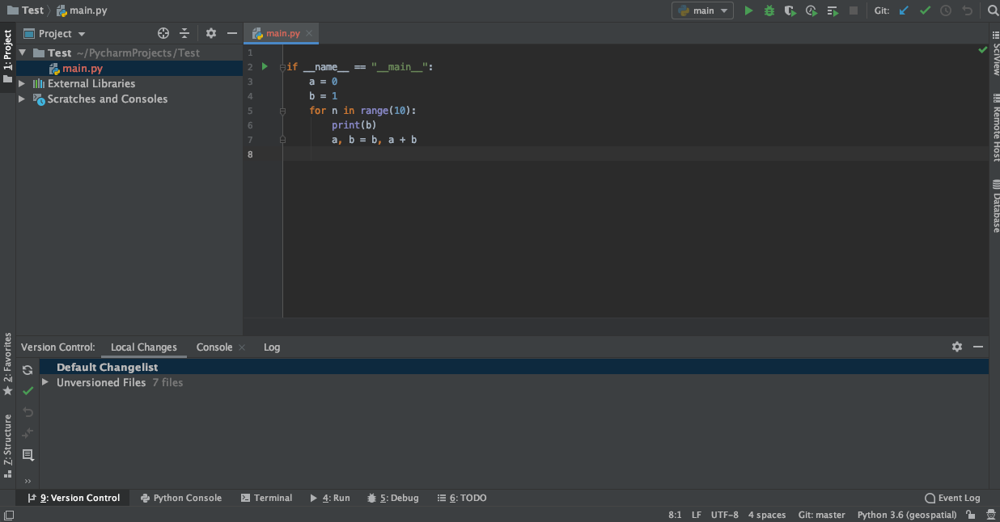 Test main.py
main Git:
1: Project
Project
main.py
Test ~/PycharmProjects/Test
main.py
External Libraries
Scratches and Consoles
1
2 if __name__ == "__main__":
3 a = 0
4 b = 1
5 for n in range(10):
6 print(b)
7 a, b = b, a + b
8
SciView
Remote Host
Database
2: Favorites
Z: Structure
Version Control: Local Changes Console Log
Default Changelist
Unversioned Files 7 files
9: Version Control Python Console Terminal 4: Run 5: Debug 6: TODO Event Log
8:1 LF UTF-8 4 spaces Git: master Python 3.6 (geospatial)